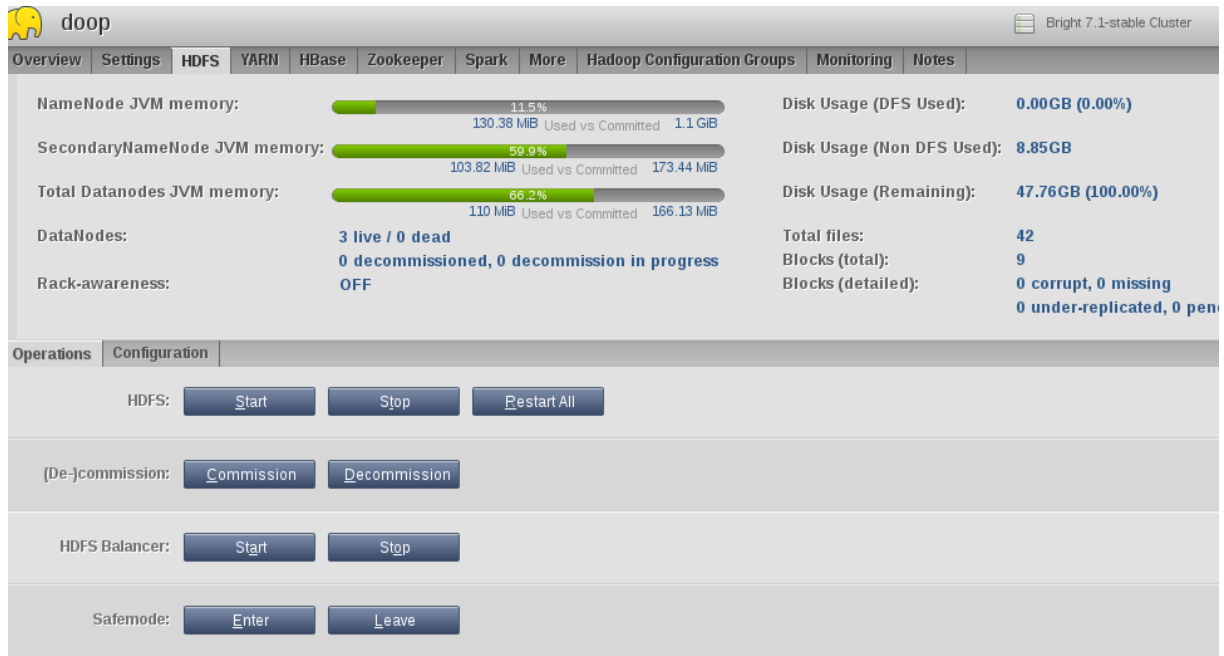 doop
Bright 7.1-stable Cluster
Overview Settings HDFS YARN HBase Zookeeper Spark More Hadoop Configuration Groups Monitoring Notes
NameNode JVM memory: 11.5% Disk Usage (DFS Used): 0.00GB (0.00%)
130.38 MiB Used vs Committed 1.1 GiB
SecondaryNameNode JVM memory: 59.9% Disk Usage (Non DFS Used): 8.85GB
103.82 MiB Used vs Committed 173.44 MiB
Total Datanodes JVM memory: 66.2% Disk Usage (Remaining): 47.76GB (100.00%)
110 MiB Used vs Committed 166.13 MiB
DataNodes: 3 live / 0 dead Total files: 42
0 decommissioned, 0 decommission in progress Blocks (total): 9
Rack-awareness: OFF Blocks (detailed): 0 corrupt, 0 missing
0 under-replicated, 0
Operations Configuration
HDFS: Start Stop Restart All
(De-)commission: Commission Decommission
HDFS Balancer: Start Stop
Safemode: Enter Leave